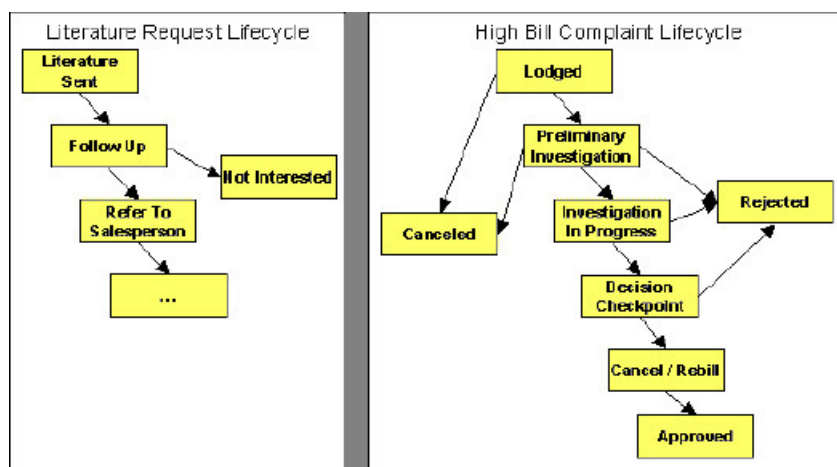 Literature Request Lifecycle
Literature
Sent
Follow Up
Not Interested
Refer To
Salesperson
...
High Bill Complaint Lifecycle
Lodged
Preliminary
Investigation
Canceled
Investigation
In Progress
Rejected
Decision
Checkpoint
Cancel / Rebill
Approved